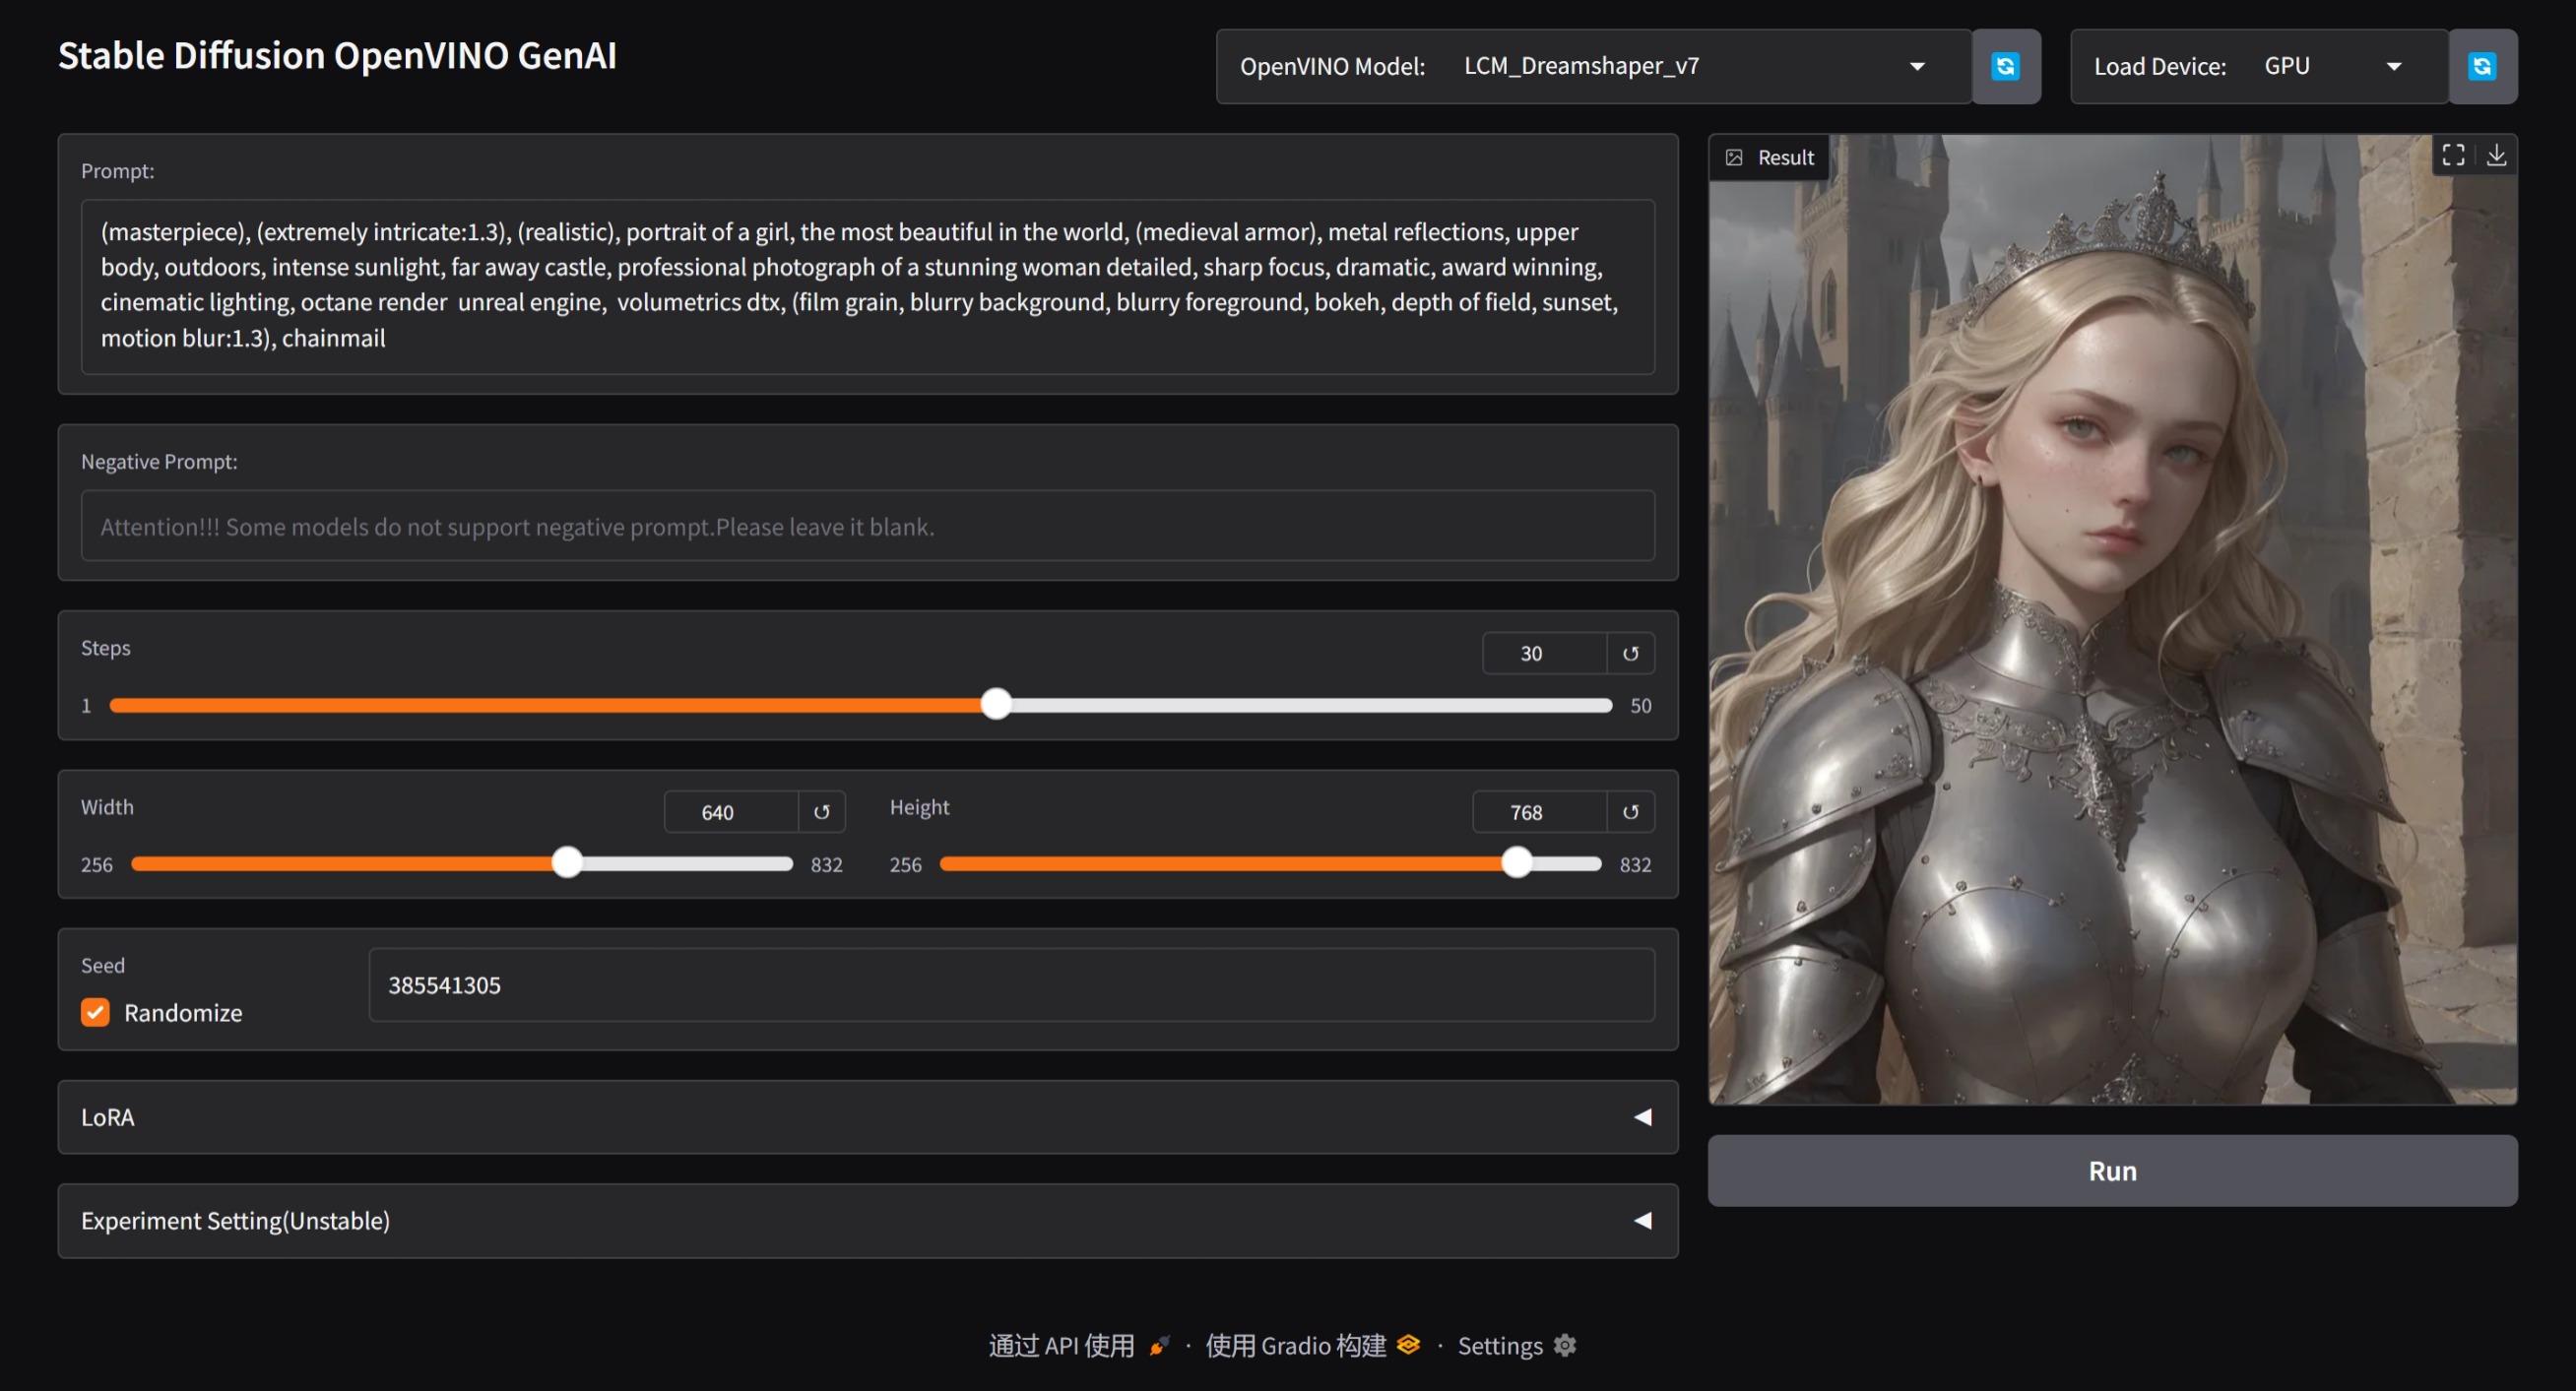 Stable Diffusion OpenVINO GenAI
OpenVINO Model: LCM_Dreamshaper_v7
Load Device: GPU
Prompt:
(masterpiece), (extremely intricate:1.3), (realistic), portrait of a girl, the most beautiful in the world, (medieval armor), metal reflections, upper
body, outdoors, intense sunlight, far away castle, professional photograph of a stunning woman detailed, sharp focus, dramatic, award winning,
cinematic lighting, octane render  unreal engine,  volumetrics dtx, (film grain, blurry background, blurry foreground, bokeh, depth of field, sunset,
motion blur:1.3), chainmail
Negative Prompt:
Attention!!! Some models do not support negative prompt.Please leave it blank.
Steps
30
1
50
Width
640
256
832
Height
768
256
832
Seed
Randomize
385541305
LoRA
Experiment Setting(Unstable)
Result
Run
通过 API 使用 · 使用 Gradio 构建 · Settings